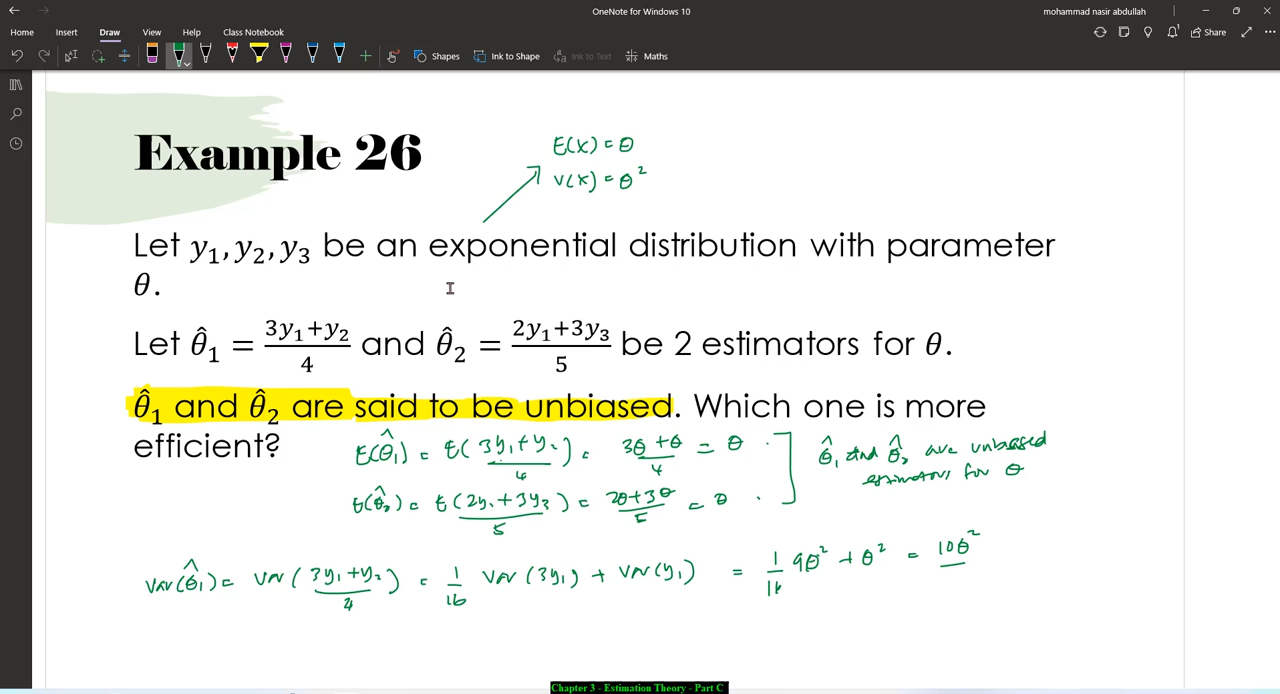 OneNote for Windows 10
mohammad nasir abdullah
Home Insert Draw View Help Class Notebook
Share
Shapes Ink to Shape Ink to Text Maths
Example 26
E(X) = θ
V(X) = θ²
Let y₁, y₂, y₃ be an exponential distribution with parameter
θ.
Let θ̂₁ = (3y₁+y₂)/4 and θ̂₂ = (2y₁+3y₃)/5 be 2 estimators for θ.
θ̂₁ and θ̂₂ are said to be unbiased. Which one is more
efficient?
E(θ̂₁) = E((3y₁+y₂)/4) = (3θ+θ)/4 = θ
E(θ̂₂) = E((2y₁+3y₃)/5) = (2θ+3θ)/5 = θ
θ̂₁ and θ̂₂ are unbiased
estimators for θ
Var(θ̂₁) = Var((3y₁+y₂)/4) = 1/16 Var(3y₁) + Var(y₁) = 1/16 9θ² + θ² = 10θ²
Chapter 3 - Estimation Theory - Part C